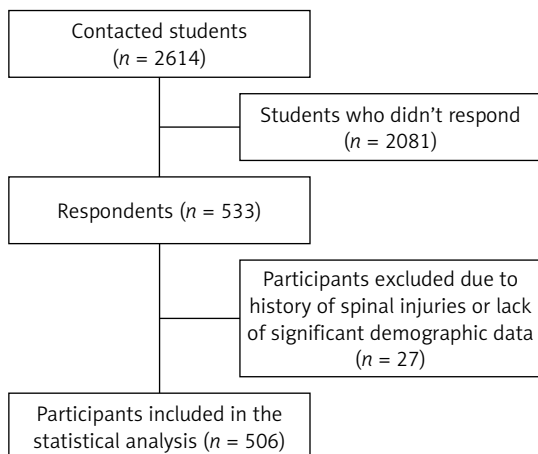 Contacted students
(n = 2614)
Students who didn’t respond
(n = 2081)
Respondents (n = 533)
Participants excluded due to
history of spinal injuries or lack
of significant demographic data
(n = 27)
Participants included in the
statistical analysis (n = 506)